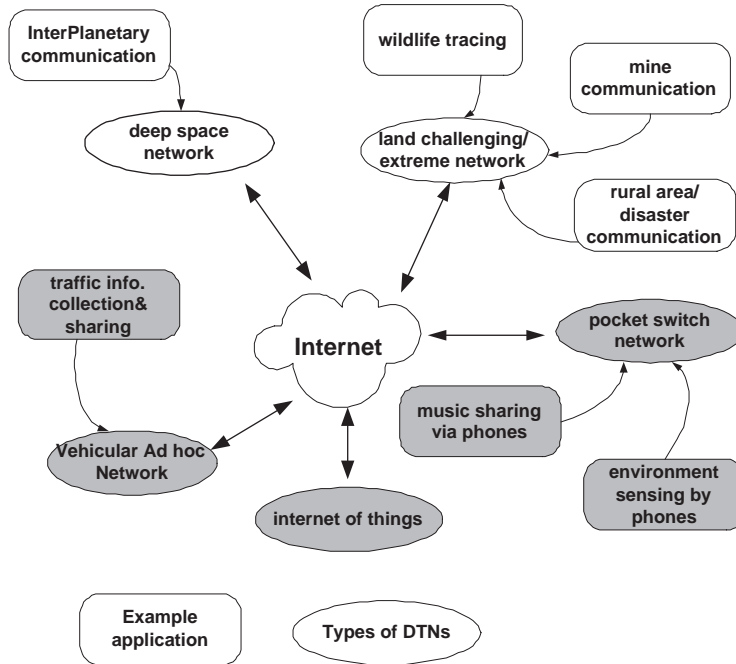 InterPlanetary
communication
wildlife tracing
mine
communication
deep space
network
land challenging/
extreme network
rural area/
disaster
communication
traffic info.
collection&
sharing
Internet
pocket switch
network
music sharing
via phones
Vehicular Ad hoc
Network
environment
sensing by
phones
internet of things
Example
application
Types of DTNs